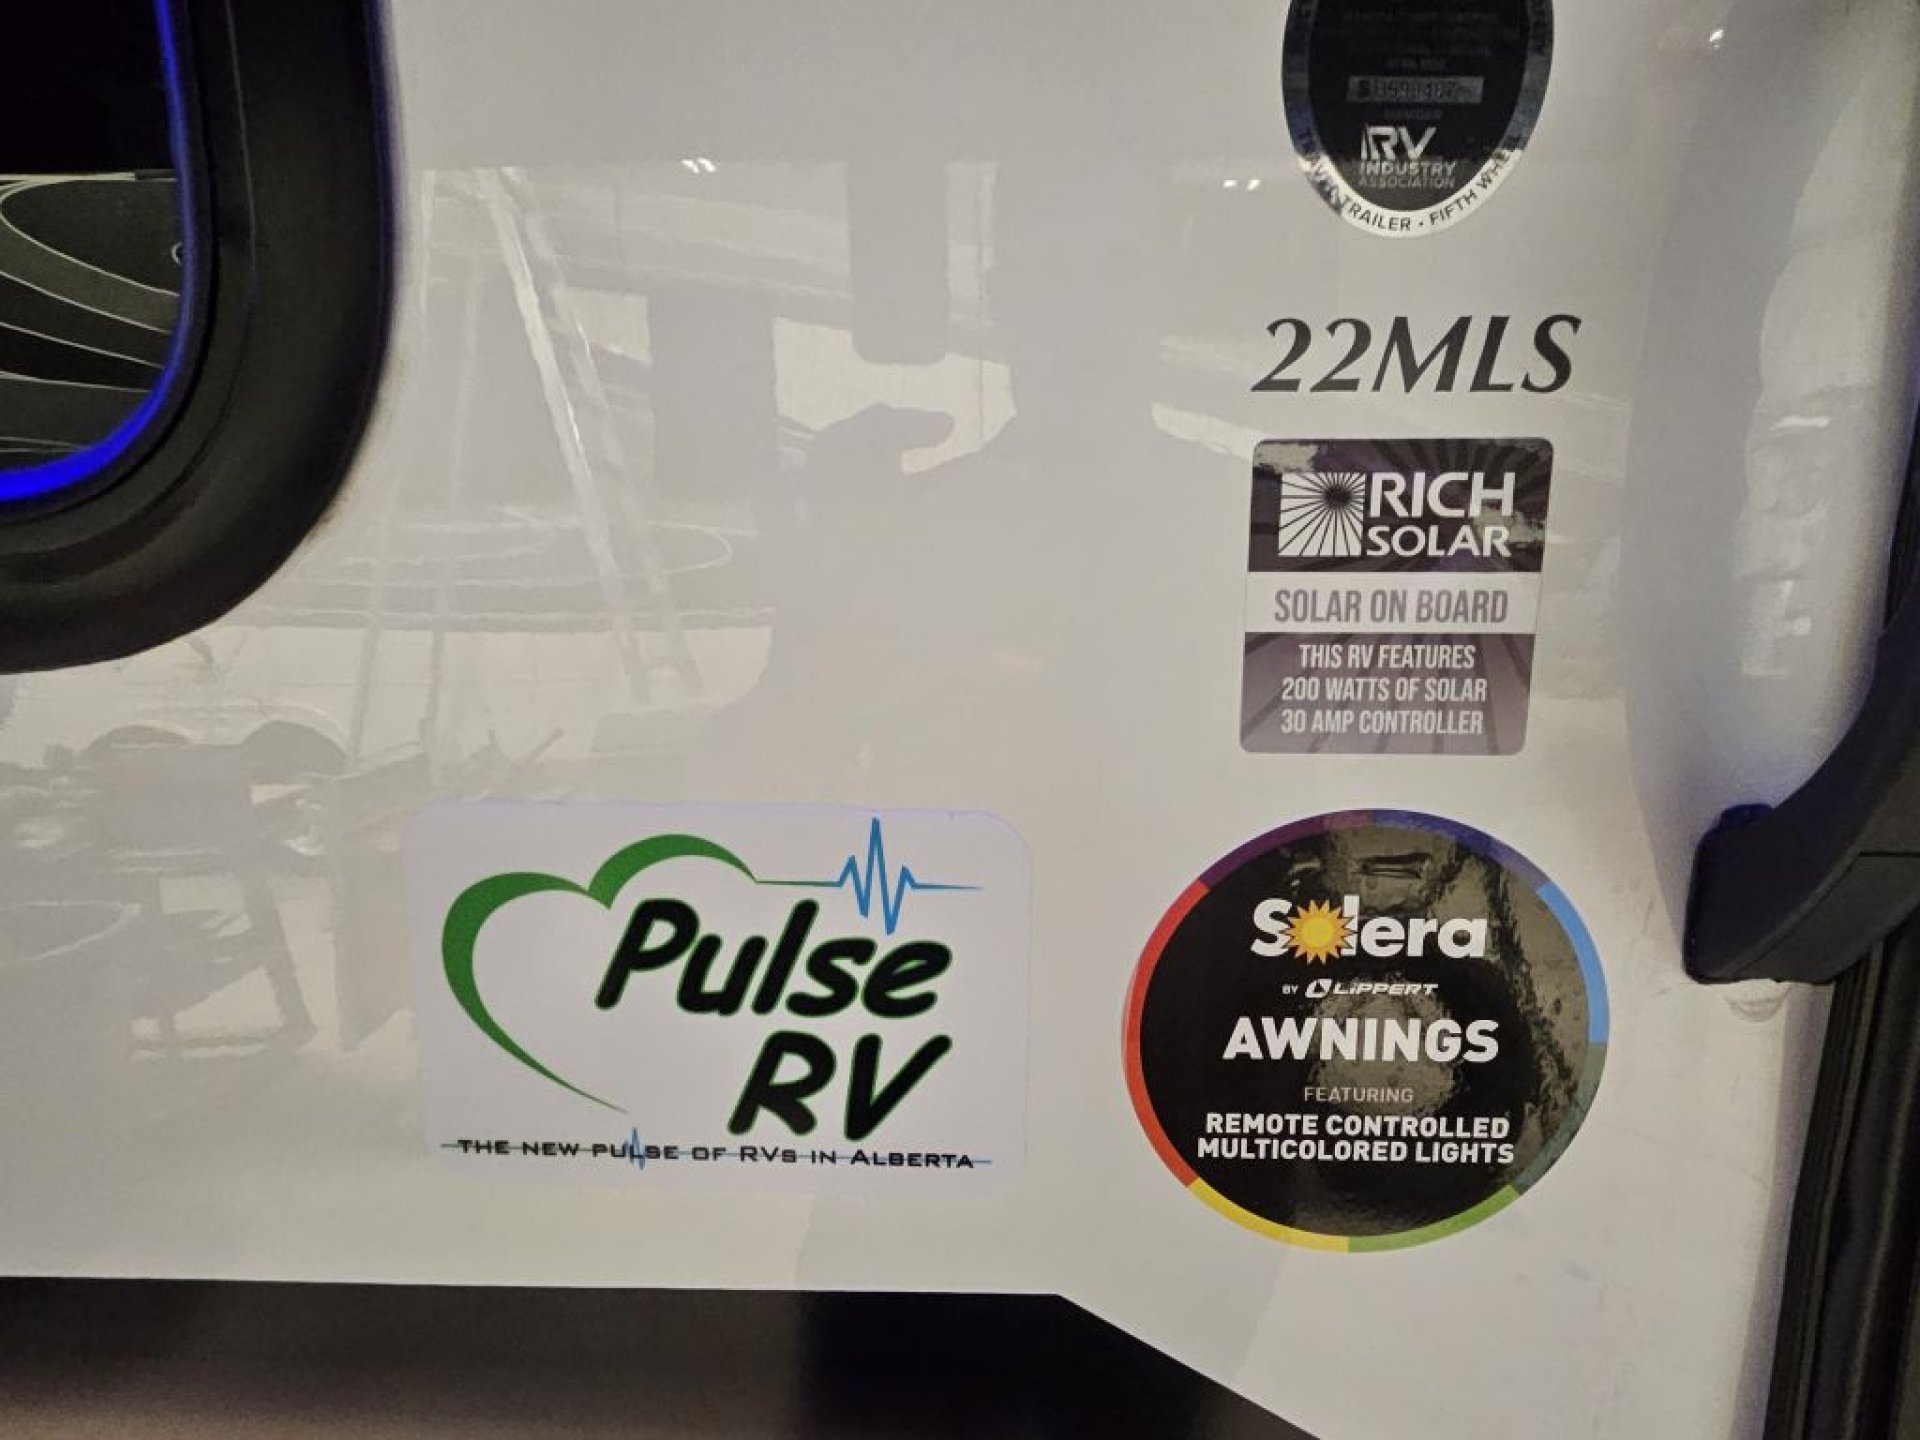 RV
INDUSTRY
ASSOCIATION
TRAILER - FIFTH WHEEL
22MLS
RICH
SOLAR
SOLAR ON BOARD
THIS RV FEATURES
200 WATTS OF SOLAR
30 AMP CONTROLLER
Pulse
RV
THE NEW PULSE OF RVs IN ALBERTA
Solera
BY LIPPERT
AWNINGS
FEATURING
REMOTE CONTROLLED
MULTICOLORED LIGHTS